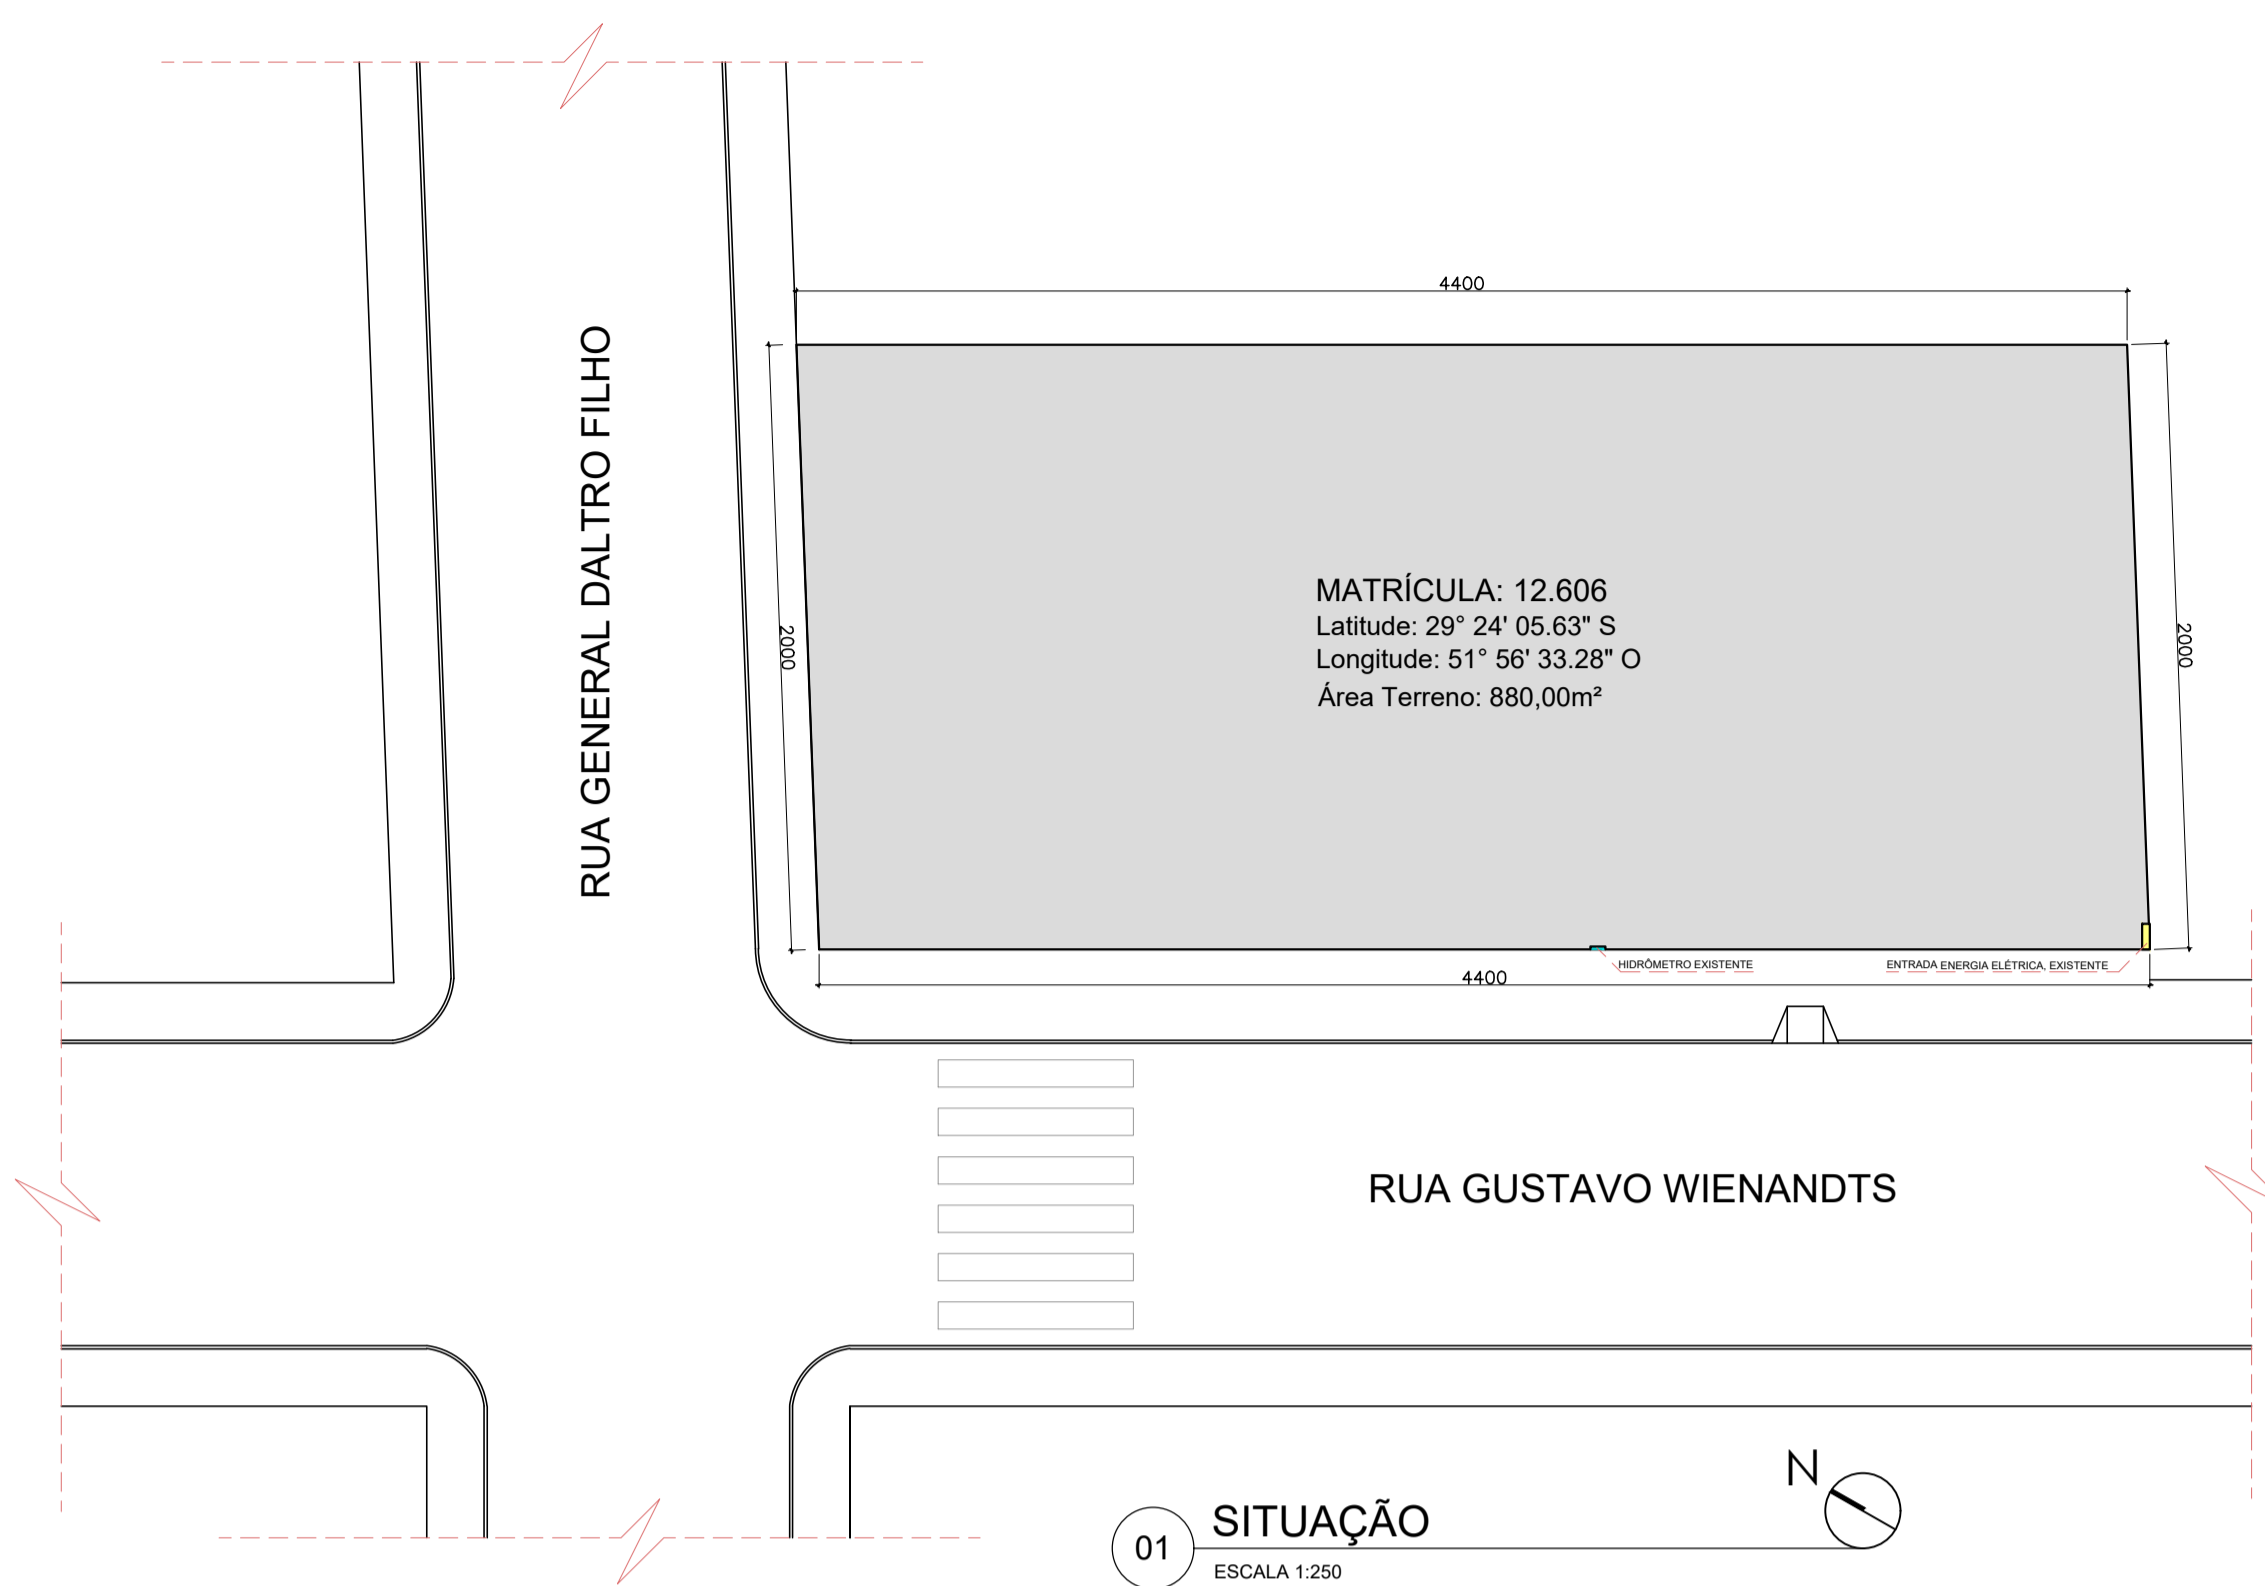 4400
RUA GENERAL DALTRO FILHO
2000
MATRÍCULA: 12.606
Latitude: 29° 24' 05.63" S
Longitude: 51° 56' 33.28" O
Área Terreno: 880,00m²
2000
HIDRÔMETRO EXISTENTE
ENTRADA ENERGIA ELÉTRICA, EXISTENTE
4400
RUA GUSTAVO WIENANDTS
N
01
SITUAÇÃO
ESCALA 1:250